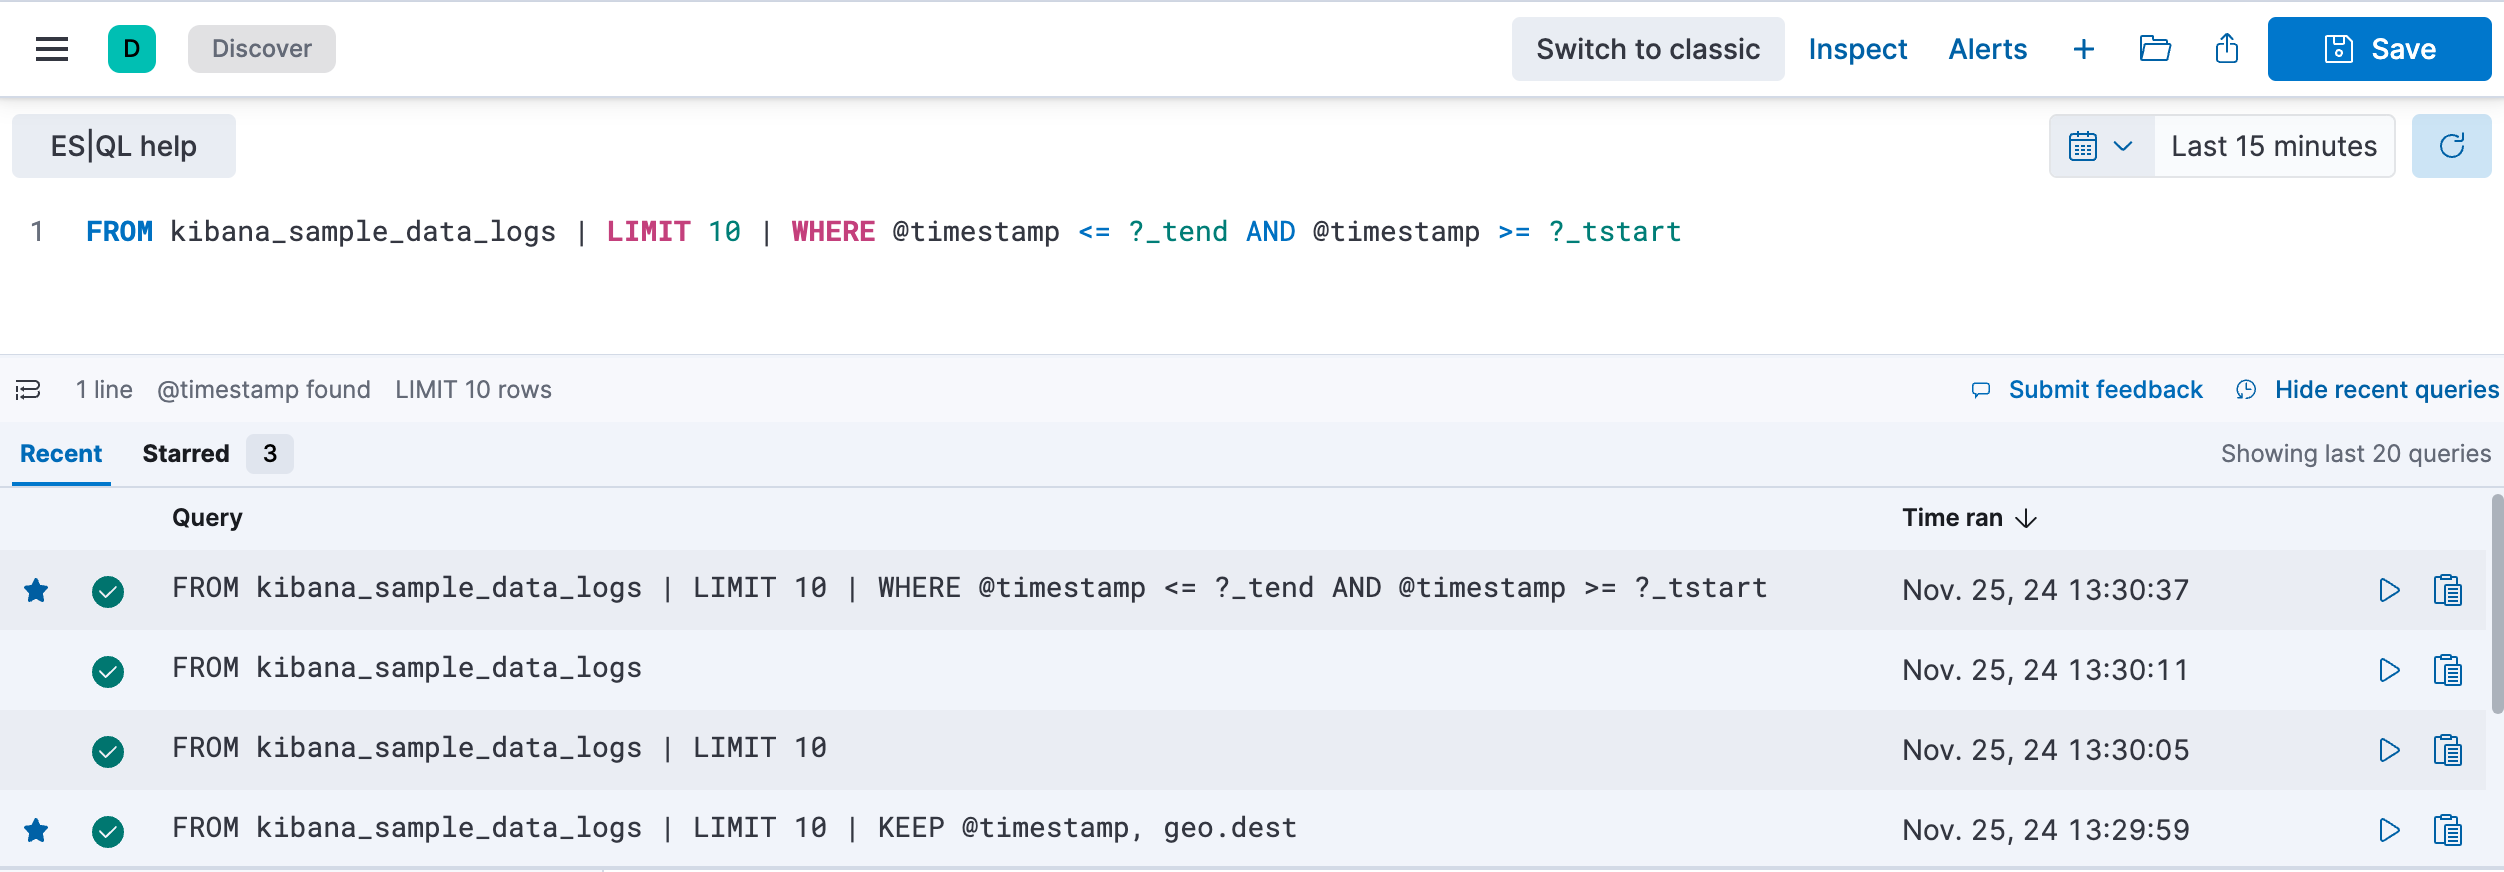 D Discover Switch to classic Inspect Alerts Save
ES|QL help Last 15 minutes
1 FROM kibana_sample_data_logs | LIMIT 10 | WHERE @timestamp <= ?_tend AND @timestamp >= ?_tstart
1 line @timestamp found LIMIT 10 rows Submit feedback Hide recent queries
Recent Starred 3 Showing last 20 queries
Query Time ran
FROM kibana_sample_data_logs | LIMIT 10 | WHERE @timestamp <= ?_tend AND @timestamp >= ?_tstart Nov. 25, 24 13:30:37
FROM kibana_sample_data_logs Nov. 25, 24 13:30:11
FROM kibana_sample_data_logs | LIMIT 10 Nov. 25, 24 13:30:05
FROM kibana_sample_data_logs | LIMIT 10 | KEEP @timestamp, geo.dest Nov. 25, 24 13:29:59